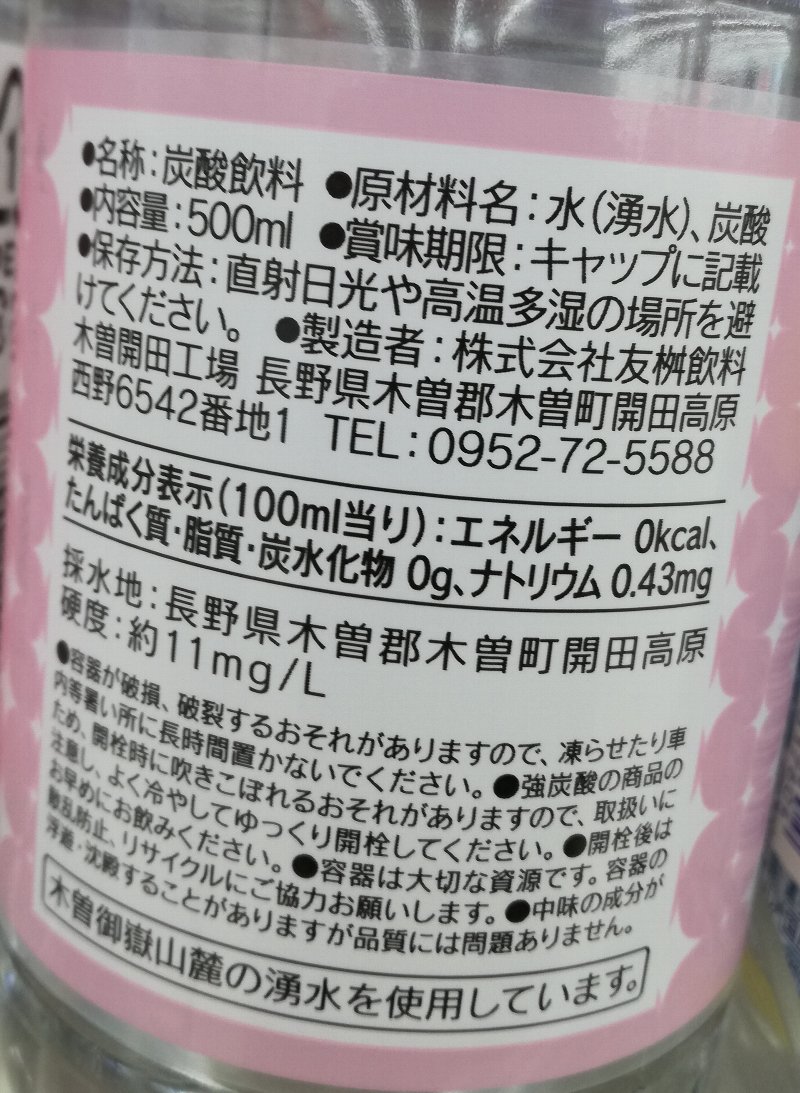 ●名称：炭酸飲料 ●原材料名：水（湧水）、炭酸
●内容量：500ml ●賞味期限：キャップに記載
●保存方法：直射日光や高温多湿の場所を避
けてください。 ●製造者：株式会社友桝飲料
木曽開田工場 長野県木曽郡木曽町開田高原
西野6542番地1 TEL：0952-72-5588
栄養成分表示（100ml当り）：エネルギー 0kcal、
たんぱく質・脂質・炭水化物 0g、ナトリウム 0.43mg
採水地：長野県木曽郡木曽町開田高原
硬度：約11mg/L
●容器が破損、破裂するおそれがありますので、凍らせたり車
内等暑い所に長時間置かないでください。●強炭酸の商品の
ため、開栓時に吹きこぼれるおそれがありますので、取扱いに
注意し、よく冷やしてゆっくり開栓してください。●開栓後は
お早めにお飲みください。●容器は大切な資源です。容器の
散乱防止、リサイクルにご協力お願いします。●中味の成分が
浮遊・沈殿することがありますが品質には問題ありません。
木曽御嶽山麓の湧水を使用しています。